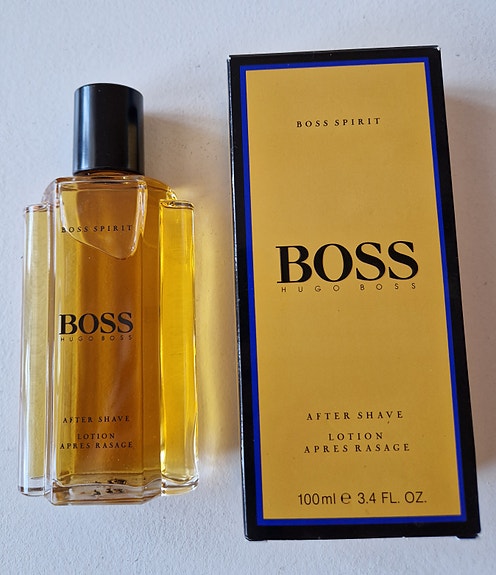 BOSS SPIRIT
BOSS
HUGO BOSS
AFTER SHAVE
LOTION
APRES RASAGE
BOSS SPIRIT
BOSS
HUGO BOSS
AFTER SHAVE
LOTION
APRES RASAGE
100ml ℮ 3.4 FL. OZ.